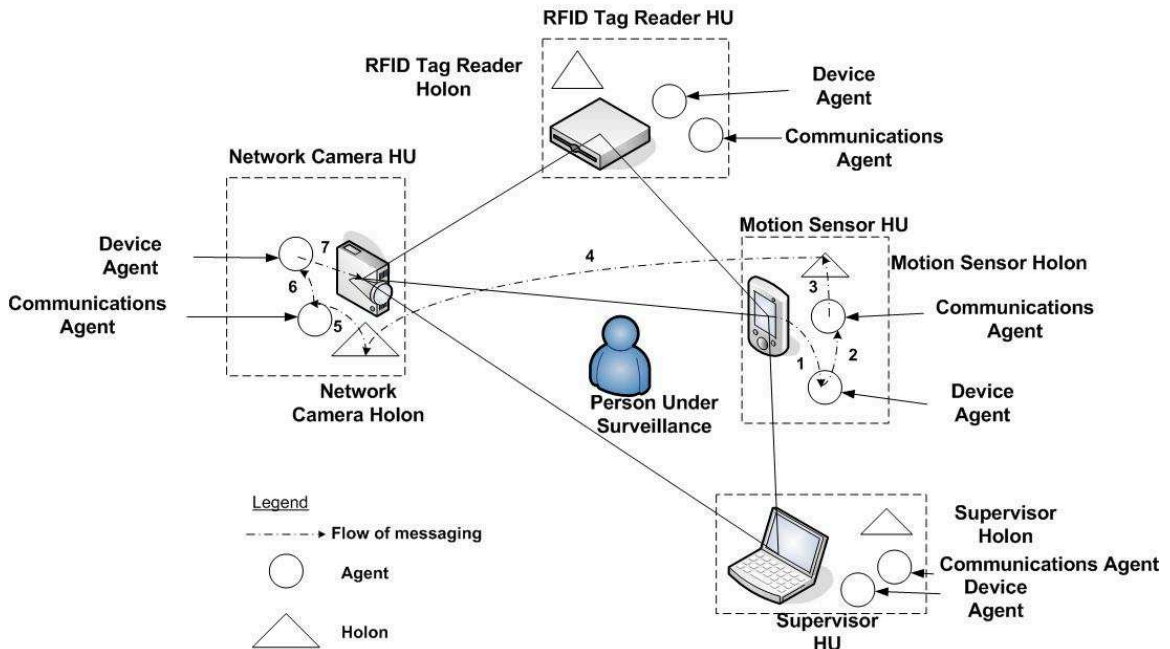 RFID Tag Reader HU
RFID Tag Reader
Holon
Device
Agent
Communications
Agent
Network Camera HU
Device
Agent
Communications
Agent
7
6
5
Network
Camera Holon
4
Motion Sensor HU
Motion Sensor Holon
3
Communications
Agent
1
2
Device
Agent
Person Under
Surveillance
Legend
Flow of messaging
Agent
Holon
Supervisor
Holon
Communications Agent
Device
Agent
Supervisor
HU